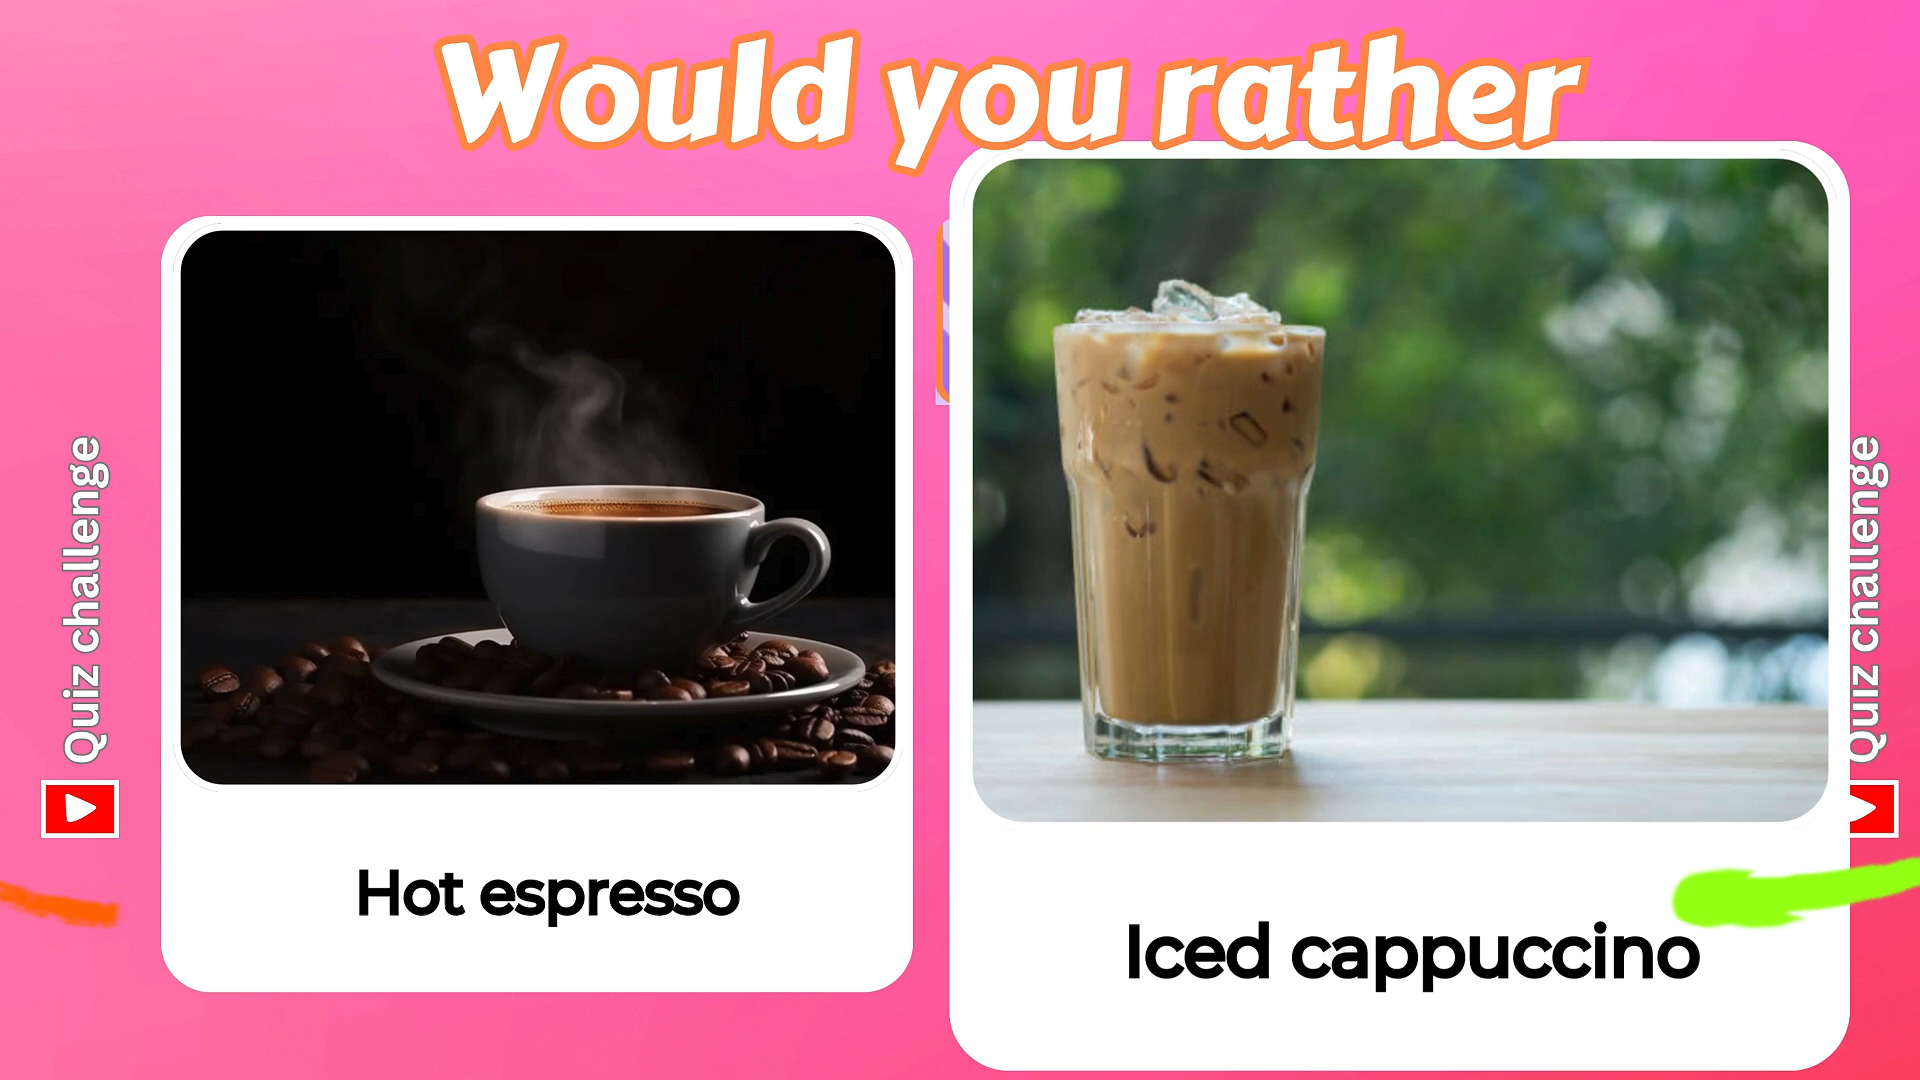 Would you rather
Quiz challenge
Hot espresso
Iced cappuccino
Quiz challenge